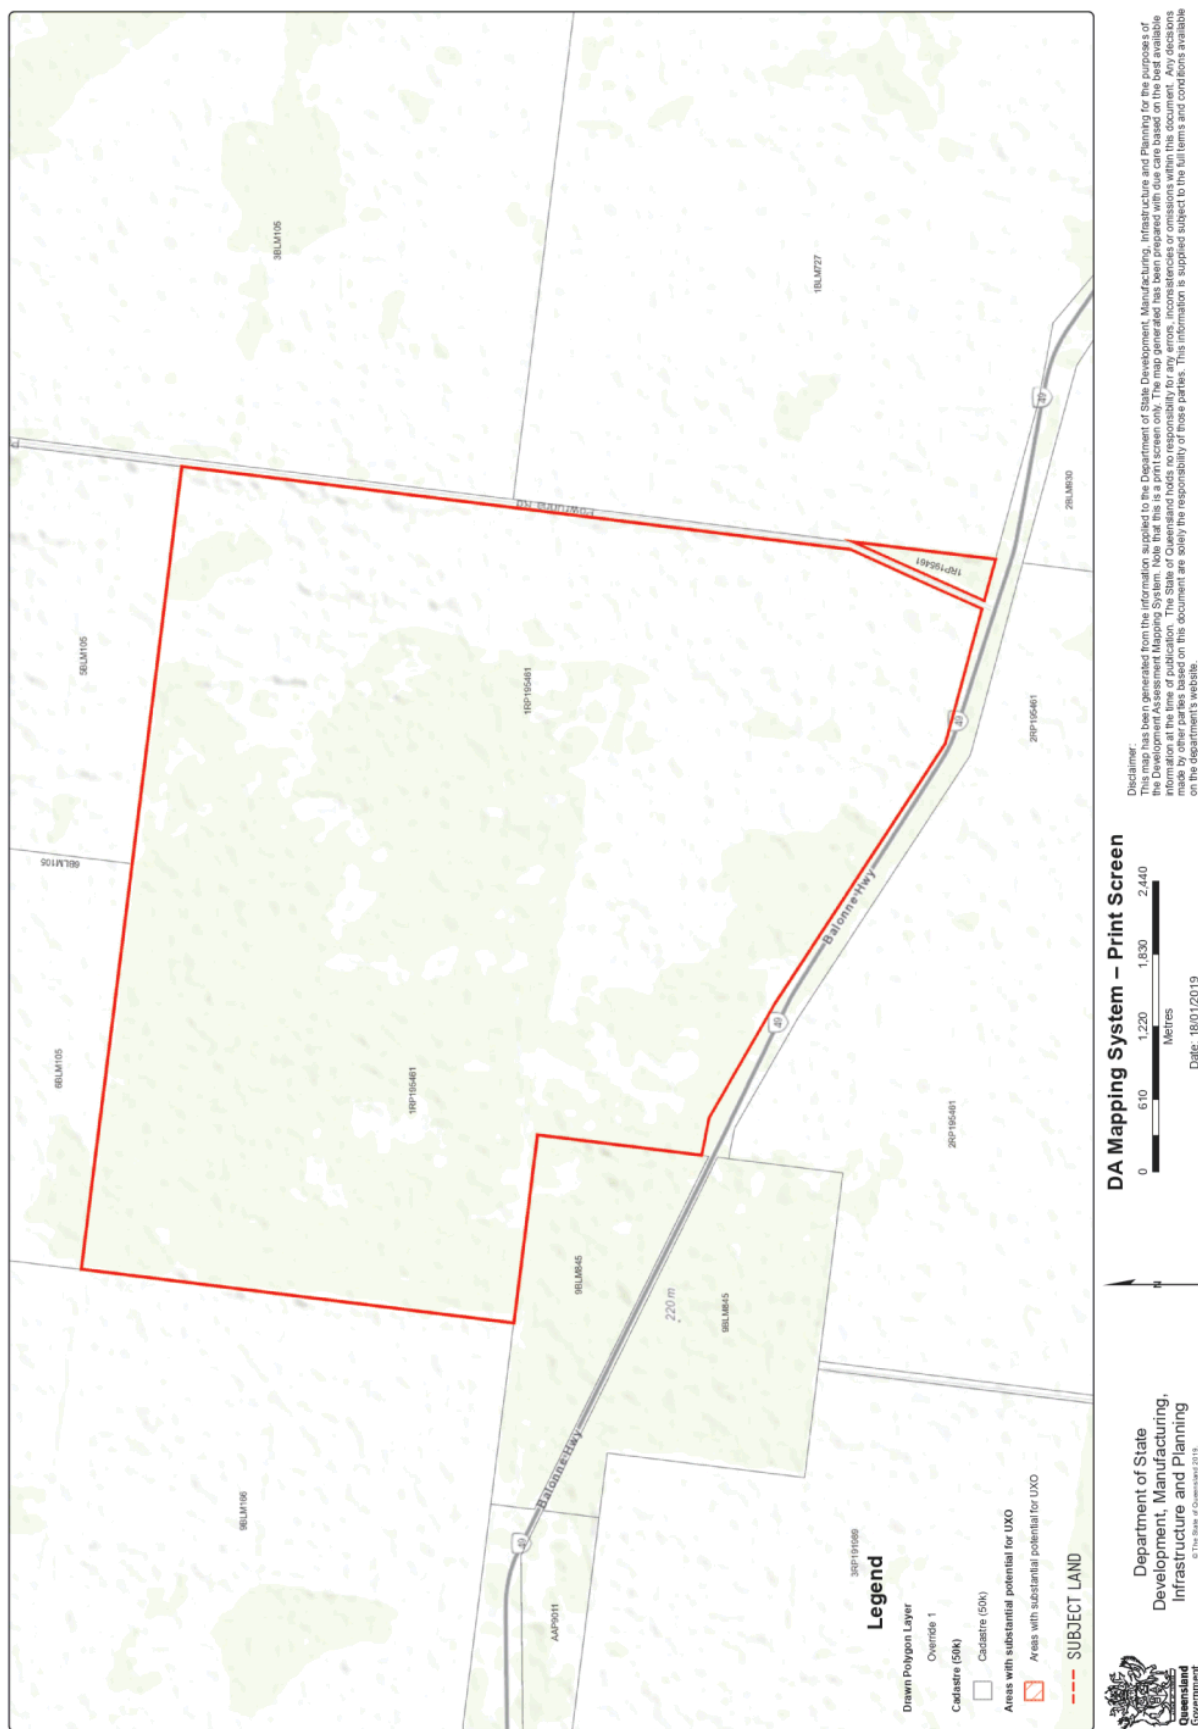 3BLM105
1BLM727
POWRUNNA RD
5BLM105
1RP195461
1RP195461
49
2BLM930
6BLM105
2RP195461
49
6BLM105
Balonne Hwy
49
1RP195461
2RP195461
9BLM845
220 m
9BLM845
9BLM166
Balonne Hwy
49
AAP9011
3RP191989
Legend
Drawn Polygon Layer
Override 1
Cadastre (50k)
Cadastre (50k)
Areas with substantial potential for UXO
Areas with substantial potential for UXO
SUBJECT LAND
Queensland
Government
Department of State
Development, Manufacturing,
Infrastructure and Planning
© The State of Queensland 2019.
N
DA Mapping System – Print Screen
0 610 1,220 1,830 2,440
Metres
Date: 18/01/2019
Disclaimer:
This map has been generated from the information supplied to the Department of State Development, Manufacturing, Infrastructure and Planning for the purposes of
the Development Assessment Mapping System. Note that this is a print screen only. The map generated has been prepared with due care based on the best available
information at the time of publication. The State of Queensland holds no responsibility for any errors, inconsistencies or omissions within this document. Any decisions
made by other parties based on this document are solely the responsibility of those parties. This information is supplied subject to the full terms and conditions available
on the department's website.